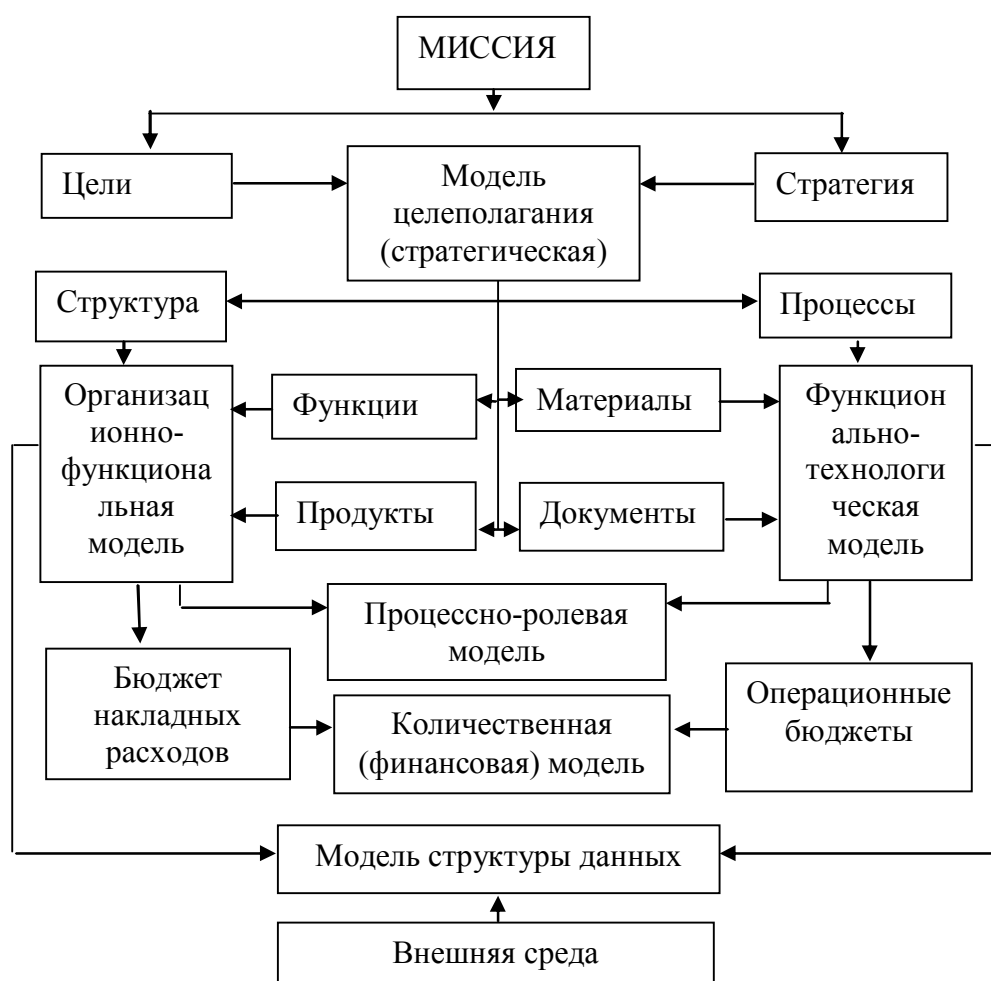 МИССИЯ
Цели
Модель
целеполагания
(стратегическая)
Стратегия
Структура
Процессы
Организац
ионно-
функциона
льная
модель
Функции
Материалы
Функцион
ально-
технологи
ческая
модель
Продукты
Документы
Процессно-ролевая
модель
Бюджет
накладных
расходов
Количественная
(финансовая) модель
Операционные
бюджеты
Модель структуры данных
Внешняя среда